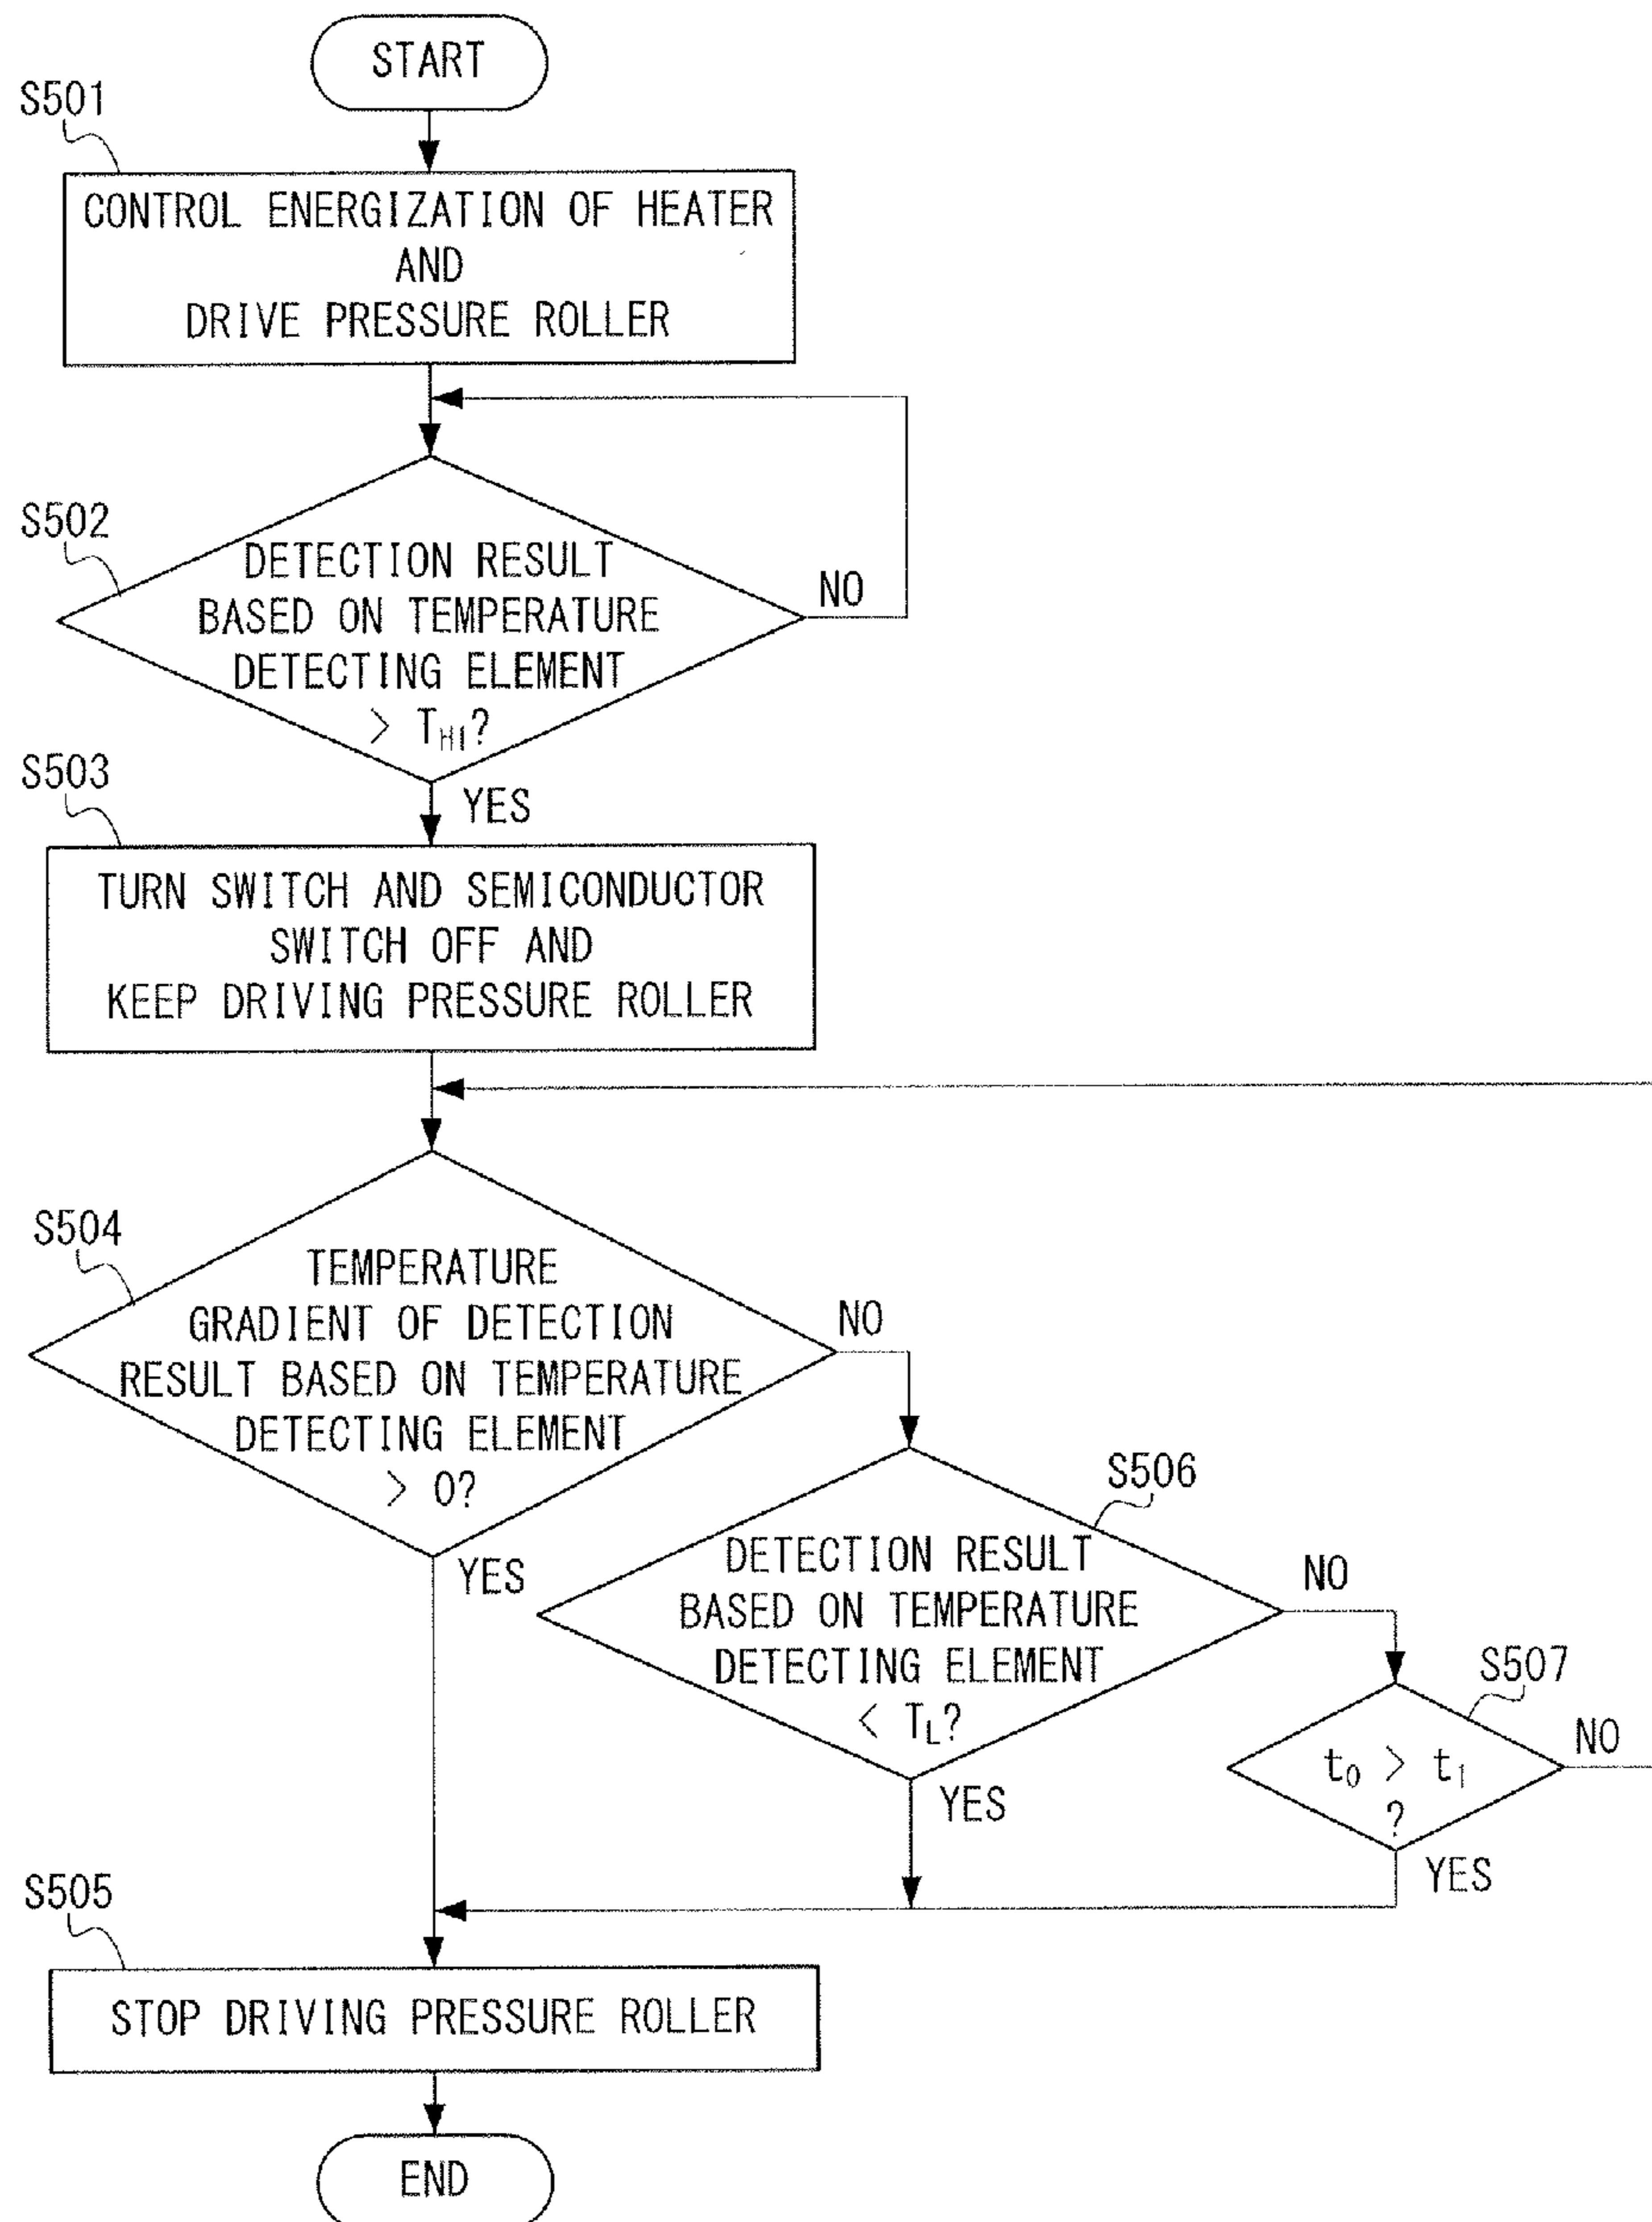 START
S501
CONTROL ENERGIZATION OF HEATER
AND
DRIVE PRESSURE ROLLER
S502
DETECTION RESULT
BASED ON TEMPERATURE
DETECTING ELEMENT
> TH1?
NO
YES
S503
TURN SWITCH AND SEMICONDUCTOR
SWITCH OFF AND
KEEP DRIVING PRESSURE ROLLER
S504
TEMPERATURE
GRADIENT OF DETECTION
RESULT BASED ON TEMPERATURE
DETECTING ELEMENT
> 0?
NO
YES
S506
DETECTION RESULT
BASED ON TEMPERATURE
DETECTING ELEMENT
< TL?
NO
YES
S507
t0 > t1
?
NO
YES
S505
STOP DRIVING PRESSURE ROLLER
END